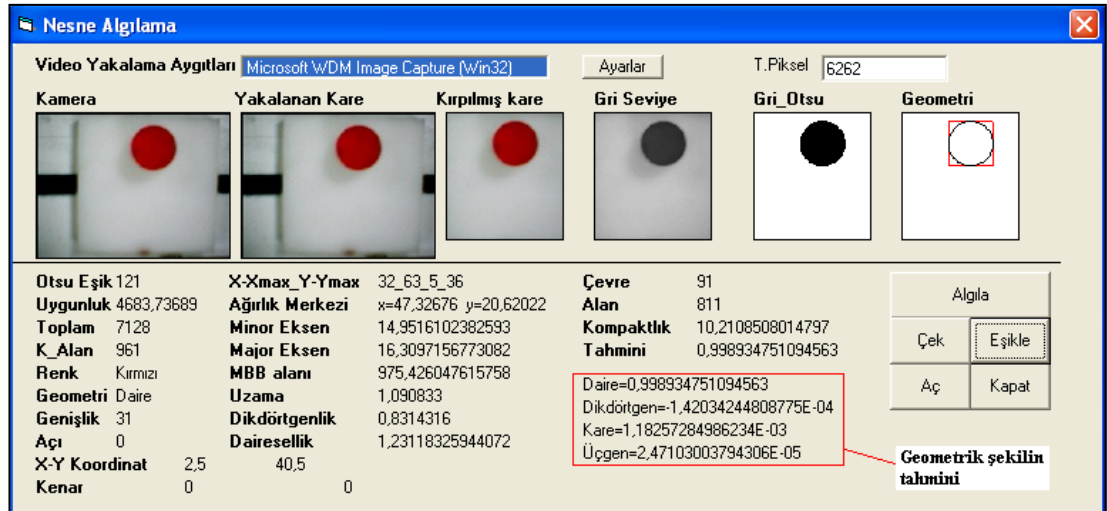 Nesne Algılama
Video Yakalama Aygıtları Microsoft WDM Image Capture (Win32) Ayarlar T.Piksel 6262
Kamera Yakalanan Kare Kırpılmış kare Gri Seviye Gri_Otsu Geometri
Otsu Eşik 121 X-Xmax_Y-Ymax 32_63_5_36 Çevre 91
Uygunluk 4683,73689 Ağırlık Merkezi x=47,32676 y=20,62022 Alan 811
Toplam 7128 Minor Eksen 14,9516102382593 Kompaktlık 10,2108508014797
K_Alan 961 Major Eksen 16,3097156773082 Tahmini 0,998934751094563
Renk Kırmızı MBB alanı 975,426047615758
Geometri Daire Uzama 1,090833
Genişlik 31 Dikdörtgenlik 0,8314316
Açı 0 Dairesellik 1,23118325944072
X-Y Koordinat 2,5 40,5
Kenar 0 0
Daire=0,998934751094563
Dikdörtgen=-1,42034244808775E-04
Kare=1,18257284986234E-03
Üçgen=2,47103003794306E-05
Algıla
Çek Eşikle
Aç Kapat
Geometrik şekilin
tahmini